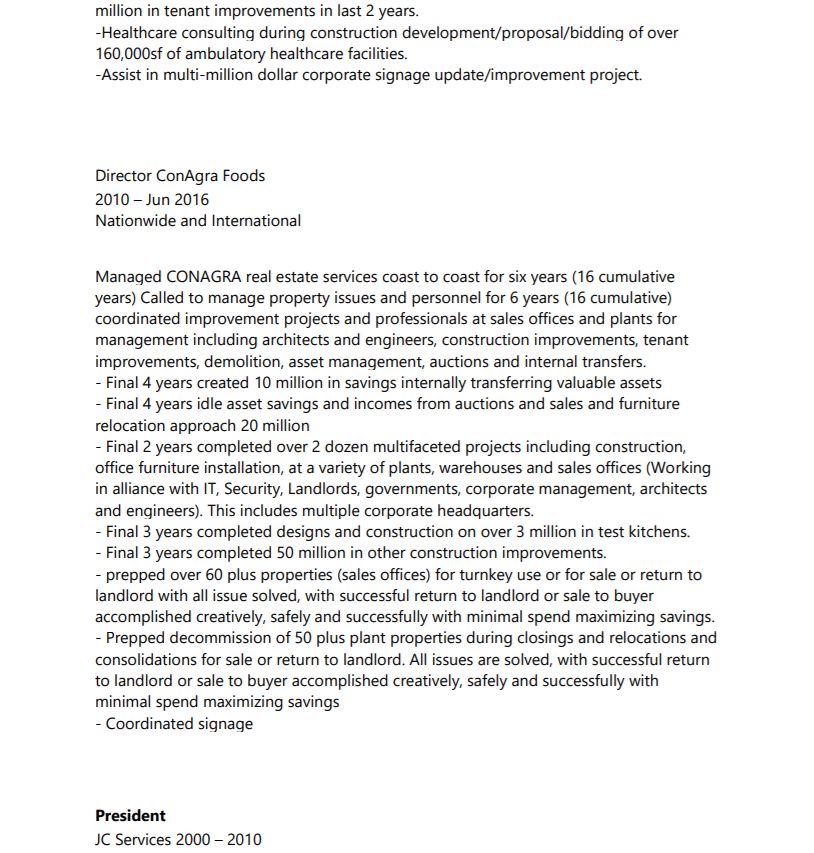 million in tenant improvements in last 2 years.
-Healthcare consulting during construction development/proposal/bidding of over
160,000sf of ambulatory healthcare facilities.
-Assist in multi-million dollar corporate signage update/improvement project.
Director ConAgra Foods
2010 – Jun 2016
Nationwide and International
Managed CONAGRA real estate services coast to coast for six years (16 cumulative
years) Called to manage property issues and personnel for 6 years (16 cumulative)
coordinated improvement projects and professionals at sales offices and plants for
management including architects and engineers, construction improvements, tenant
improvements, demolition, asset management, auctions and internal transfers.
- Final 4 years created 10 million in savings internally transferring valuable assets
- Final 4 years idle asset savings and incomes from auctions and sales and furniture
relocation approach 20 million
- Final 2 years completed over 2 dozen multifaceted projects including construction,
office furniture installation, at a variety of plants, warehouses and sales offices (Working
in alliance with IT, Security, Landlords, governments, corporate management, architects
and engineers). This includes multiple corporate headquarters.
- Final 3 years completed designs and construction on over 3 million in test kitchens.
- Final 3 years completed 50 million in other construction improvements.
- prepped over 60 plus properties (sales offices) for turnkey use or for sale or return to
landlord with all issue solved, with successful return to landlord or sale to buyer
accomplished creatively, safely and successfully with minimal spend maximizing savings.
- Prepped decommission of 50 plus plant properties during closings and relocations and
consolidations for sale or return to landlord. All issues are solved, with successful return
to landlord or sale to buyer accomplished creatively, safely and successfully with
minimal spend maximizing savings
- Coordinated signage
President
JC Services 2000 – 2010